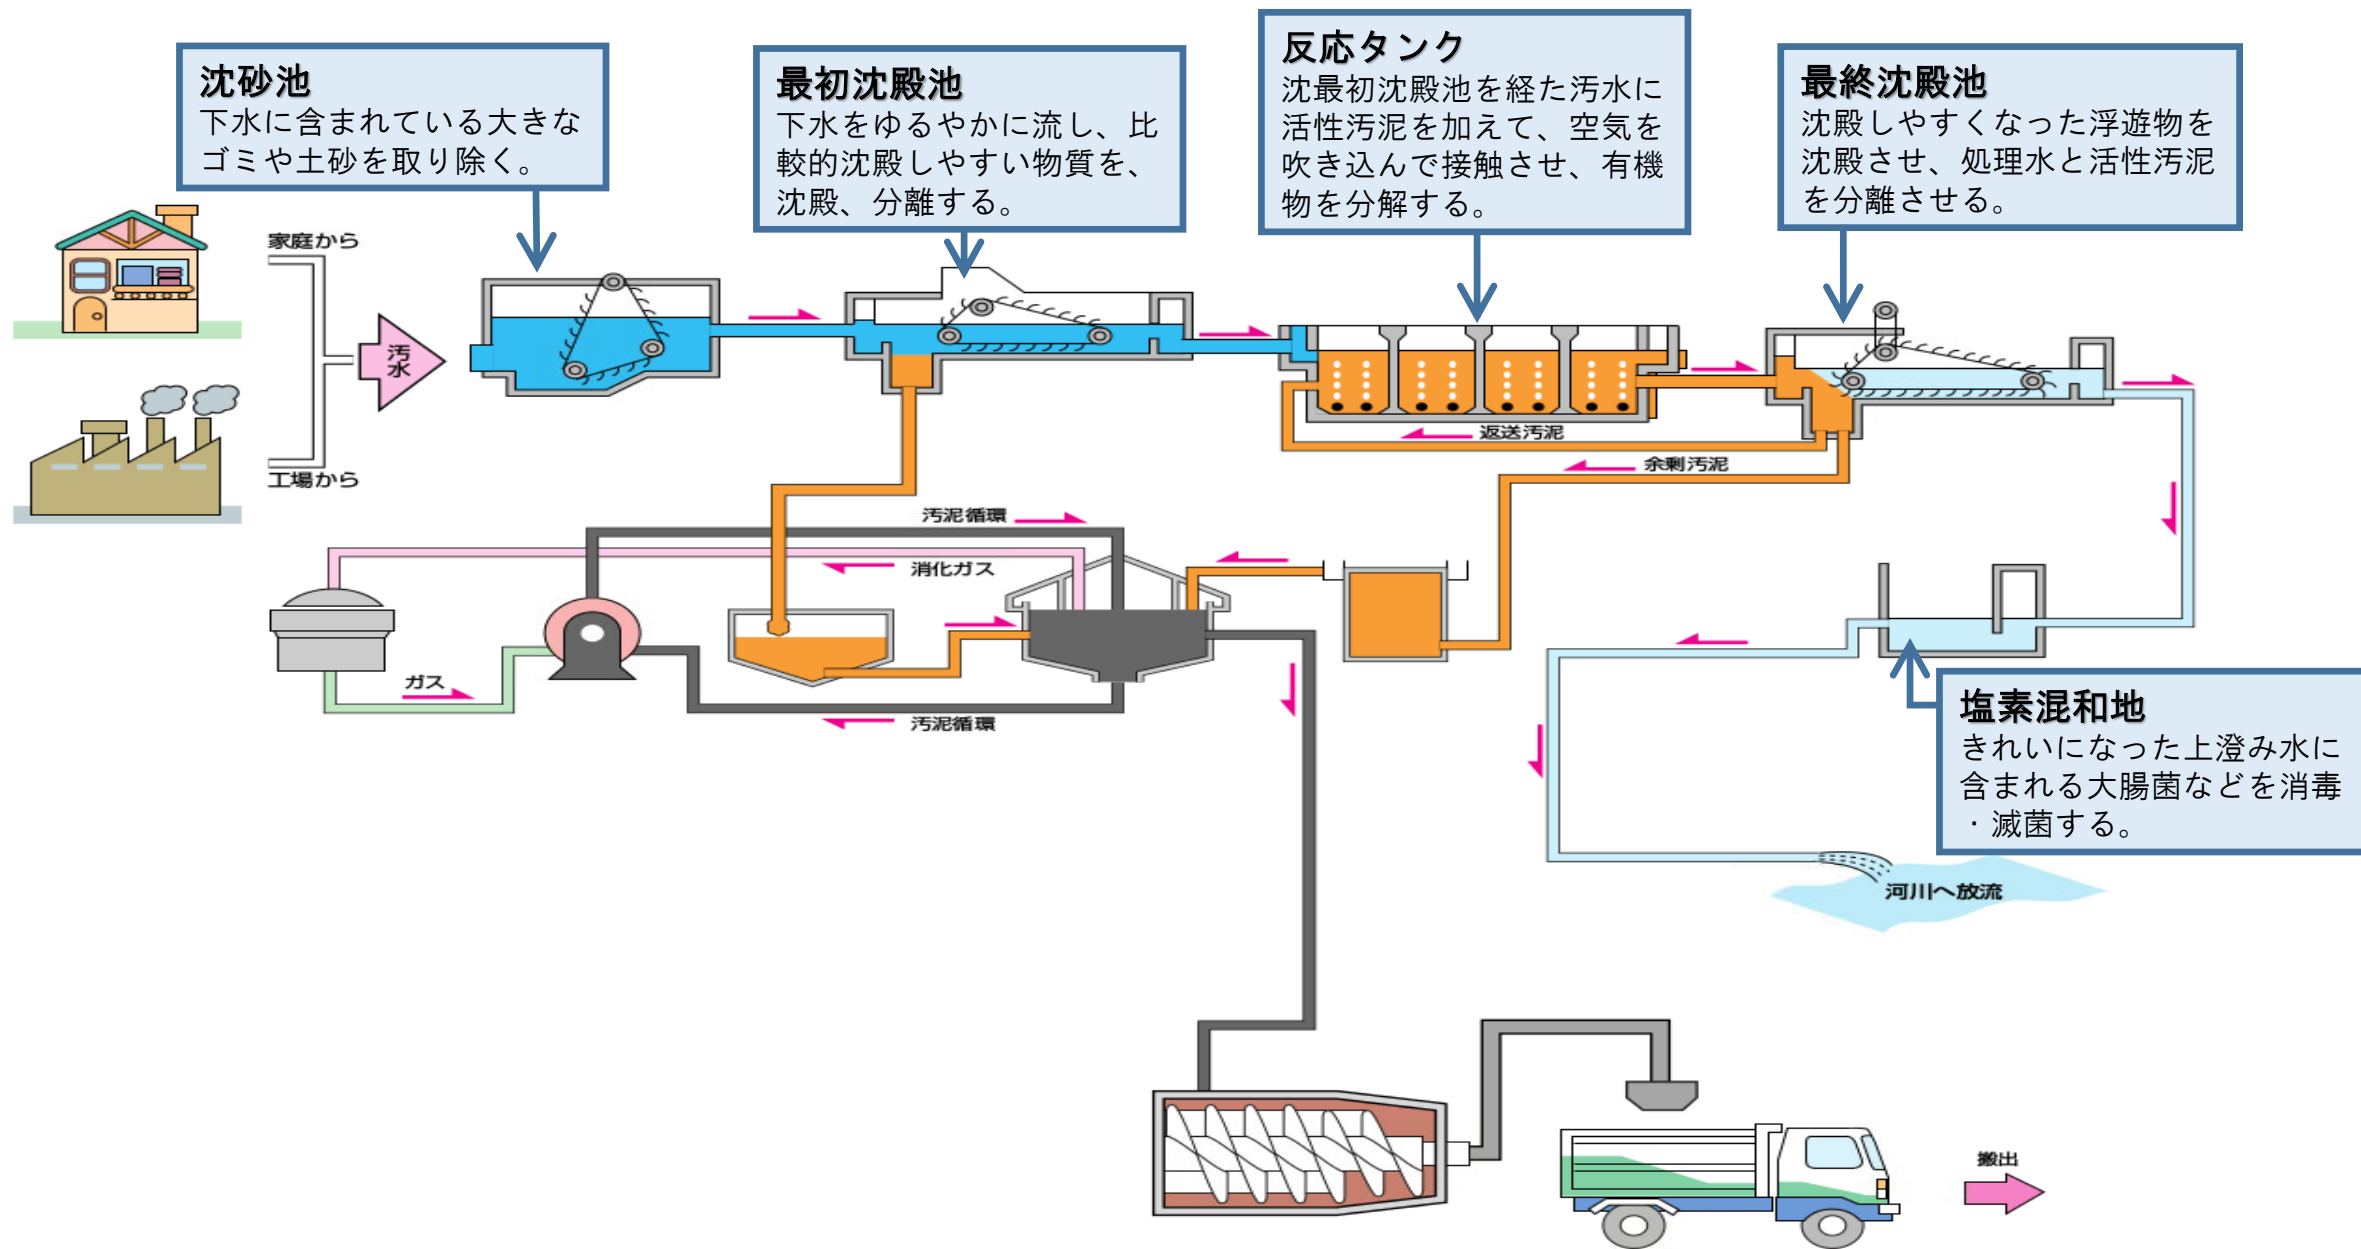 沈砂池
下水に含まれている大きな
ゴミや土砂を取り除く。
最初沈殿池
下水をゆるやかに流し、比
較的沈殿しやすい物質を、
沈殿、分離する。
反応タンク
沈最初沈殿池を経た汚水に
活性汚泥を加えて、空気を
吹き込んで接触させ、有機
物を分解する。
最終沈殿池
沈殿しやすくなった浮遊物を
沈殿させ、処理水と活性汚泥
を分離させる。
家庭から
汚水
工場から
返送汚泥
余剰汚泥
汚泥循環
消化ガス
ガス
汚泥循環
塩素混和地
きれいになった上澄み水に
含まれる大腸菌などを消毒
・滅菌する。
河川へ放流
搬出